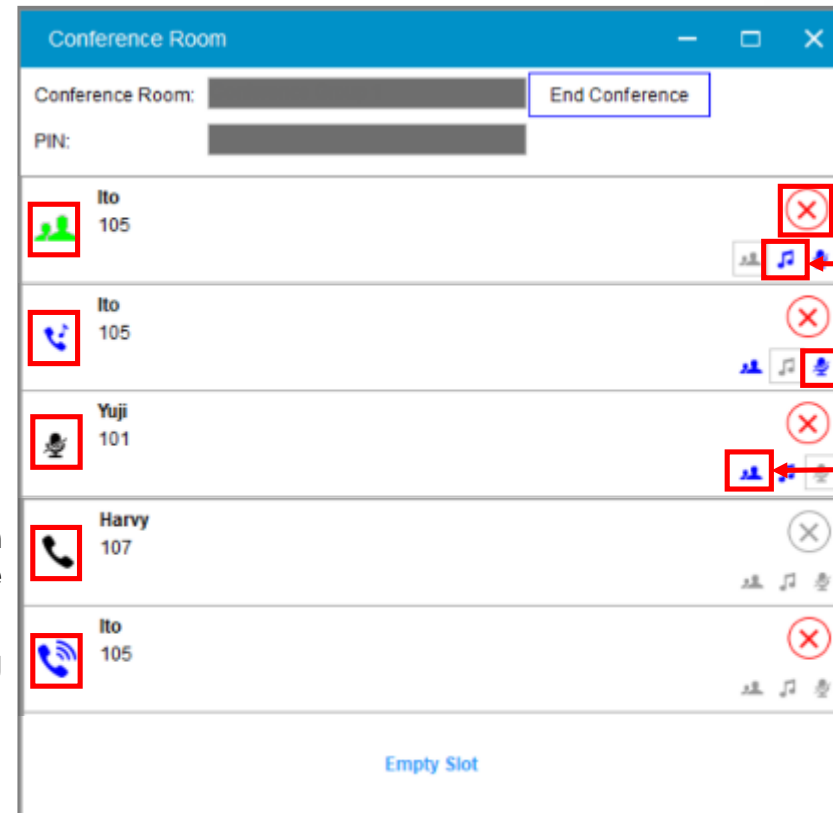 Conference Room
Conference Room:
End Conference
PIN:
Ito
105
Ito
105
Yuji
101
Harvy
107
Ito
105
Empty Slot